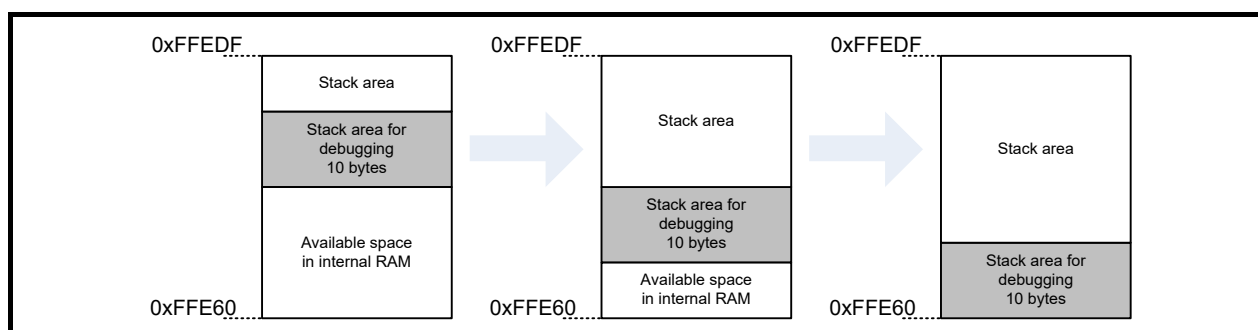 0xFFEDF
Stack area
Stack area for
debugging
10 bytes
Available space
in internal RAM
0xFFE60
0xFFEDF
Stack area
Stack area for
debugging
10 bytes
Available space
in internal RAM
0xFFE60
0xFFEDF
Stack area
Stack area for
debugging
10 bytes
0xFFE60